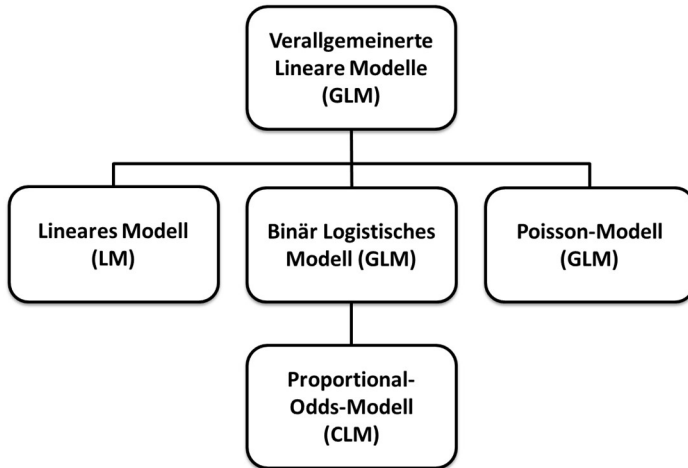 Verallgemeinerte
Lineare Modelle
(GLM)
Lineares Modell
(LM)
Binär Logistisches
Modell (GLM)
Poisson-Modell
(GLM)
Proportional-
Odds-Modell
(CLM)